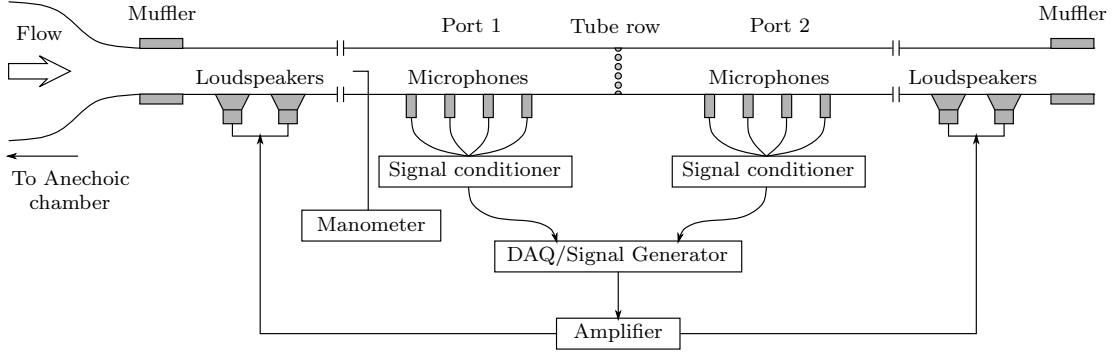 Muffler
Port 1
Tube row
Port 2
Muffler
Flow
Loudspeakers
Microphones
Microphones
Loudspeakers
To Anechoic
chamber
Signal conditioner
Signal conditioner
Manometer
DAQ/Signal Generator
Amplifier